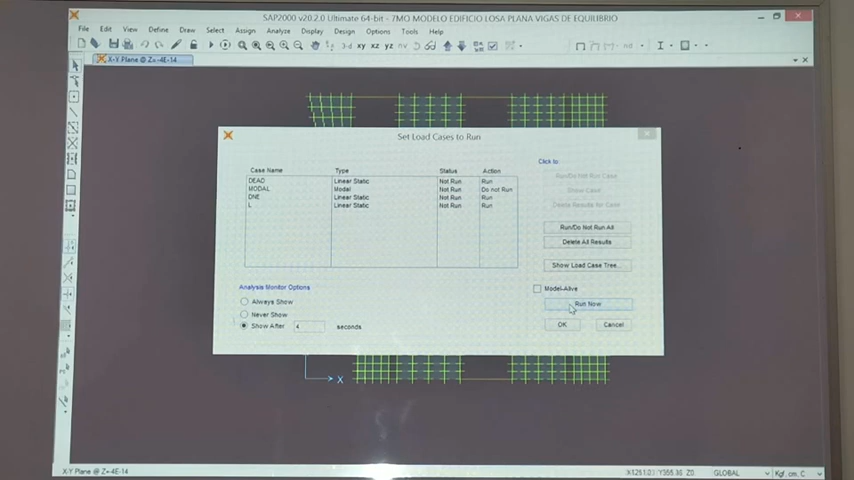 SAP2000 v20.2.0 Ultimate 64-bit - 7MO MODELO EDIFICIO LOSA PLANA VIGAS DE EQUILIBRIO
File Edit View Define Draw Select Assign Analyze Display Design Options Tools Help
3-d xy xz yz nv
X-Y Plane @ Z=-4E-14
Set Load Cases to Run
Case Name Type Status Action
DEAD Linear Static Not Run Run
MODAL Modal Not Run Do not Run
DNE Linear Static Not Run Run
L Linear Static Not Run Run
Click to:
Run/Do Not Run Case
Show Case
Delete Results for Case
Run/Do Not Run All
Delete All Results
Show Load Case Tree...
Analysis Monitor Options
Always Show
Never Show
Show After 4 seconds
Model-Alive
Run Now
OK Cancel
X
X-Y Plane @ Z=-4E-14
GLOBAL Kgf, cm, C